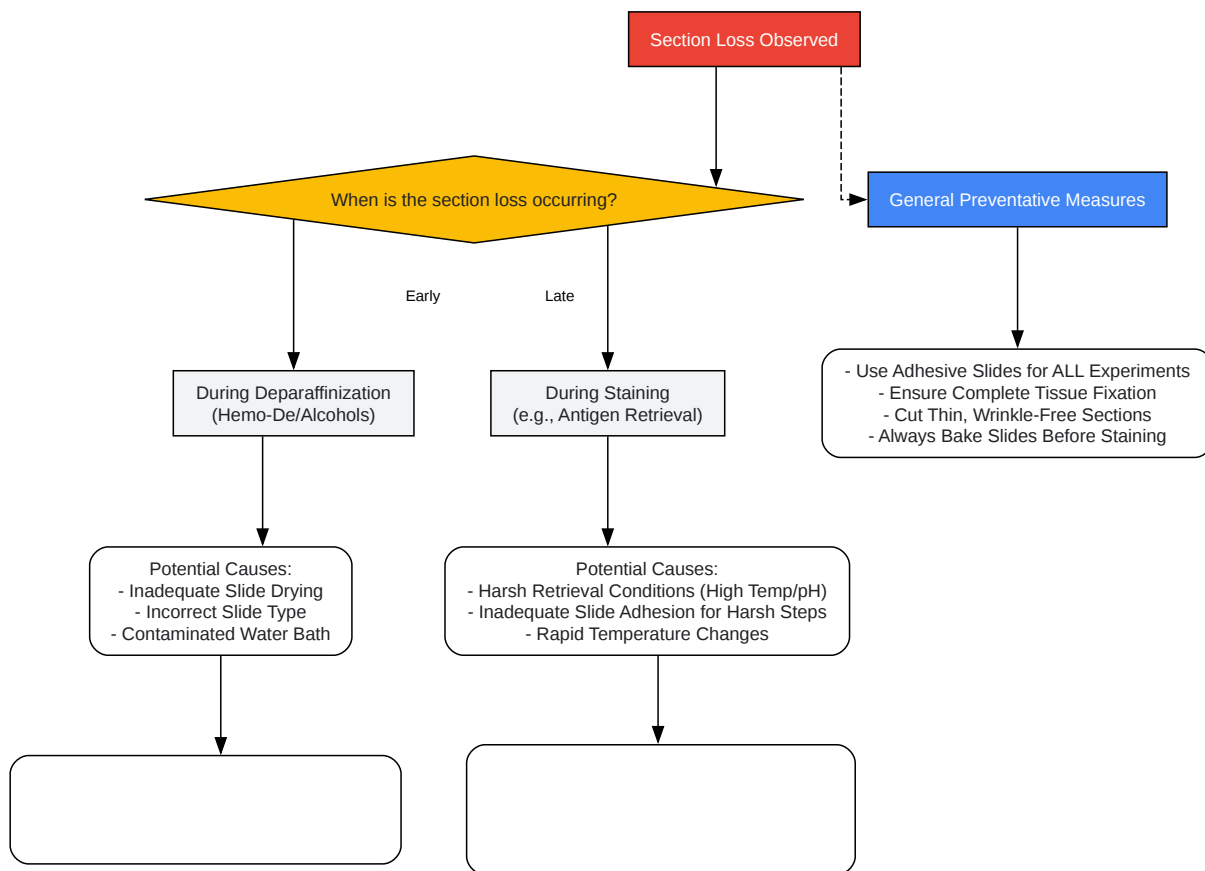 Section Loss Observed
When is the section loss occurring?
General Preventative Measures
Early
Late
During Deparaffinization
(Hemo-De/Alcohols)
During Staining
(e.g., Antigen Retrieval)
- Use Adhesive Slides for ALL Experiments
- Ensure Complete Tissue Fixation
- Cut Thin, Wrinkle-Free Sections
- Always Bake Slides Before Staining
Potential Causes:
- Inadequate Slide Drying
- Incorrect Slide Type
- Contaminated Water Bath
Potential Causes:
- Harsh Retrieval Conditions (High Temp/pH)
- Inadequate Slide Adhesion for Harsh Steps
- Rapid Temperature Changes